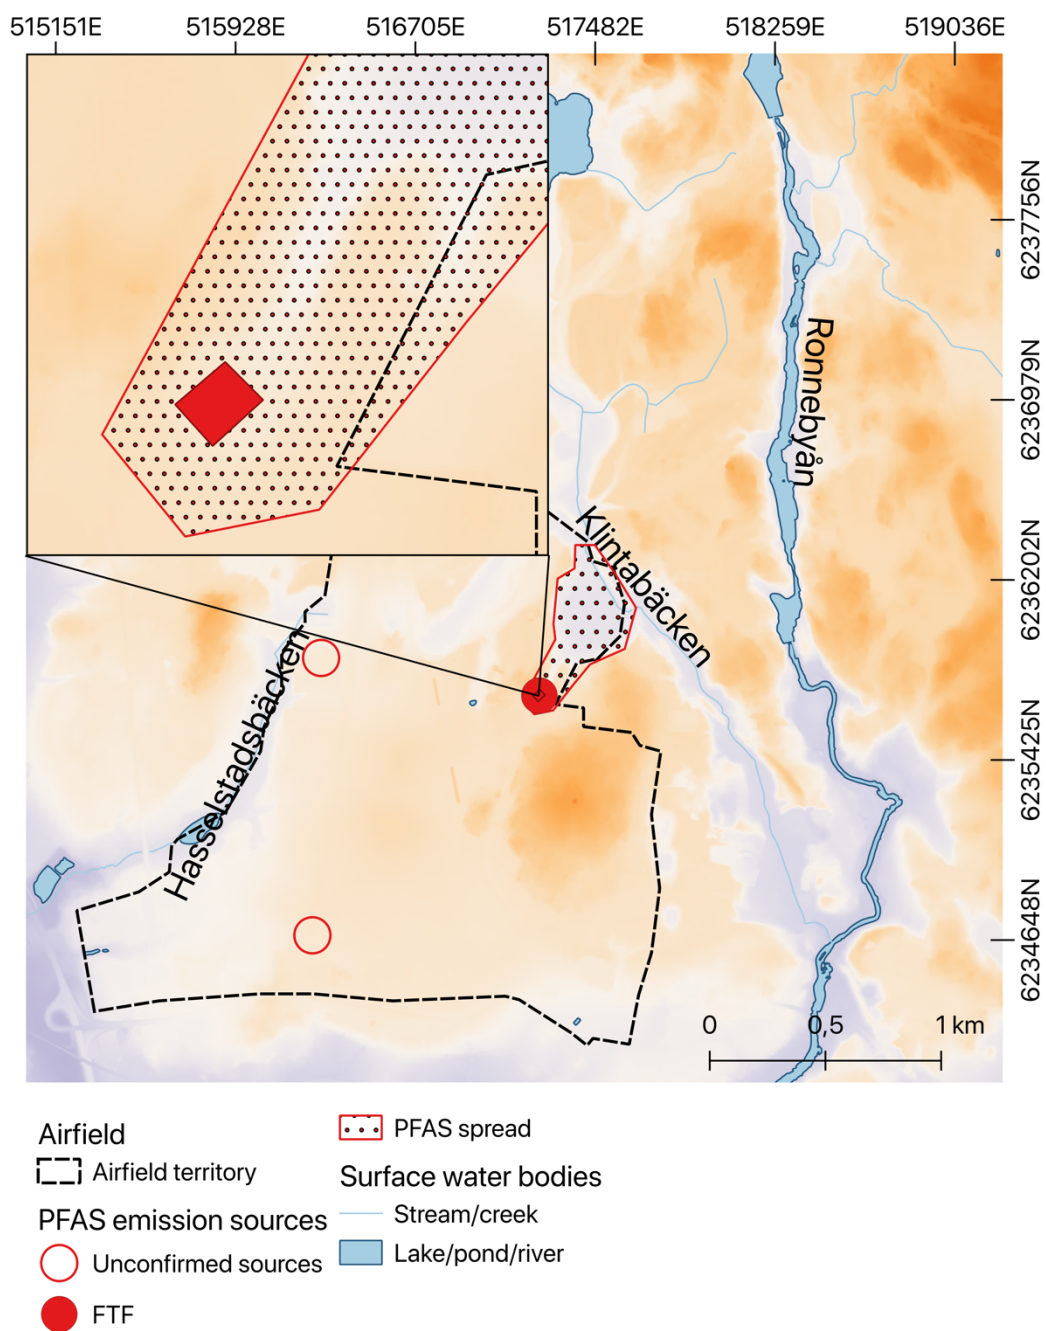 515151E 515928E 516705E 517482E 518259E 519036E
6237756N
6236979N
6236202N
6235425N
6234648N
Ronnebyån
Klintabäcken
Hasselstadsbäcken
0 0,5 1 km
Airfield
Airfield territory
PFAS emission sources
Unconfirmed sources
FTF
PFAS spread
Surface water bodies
Stream/creek
Lake/pond/river